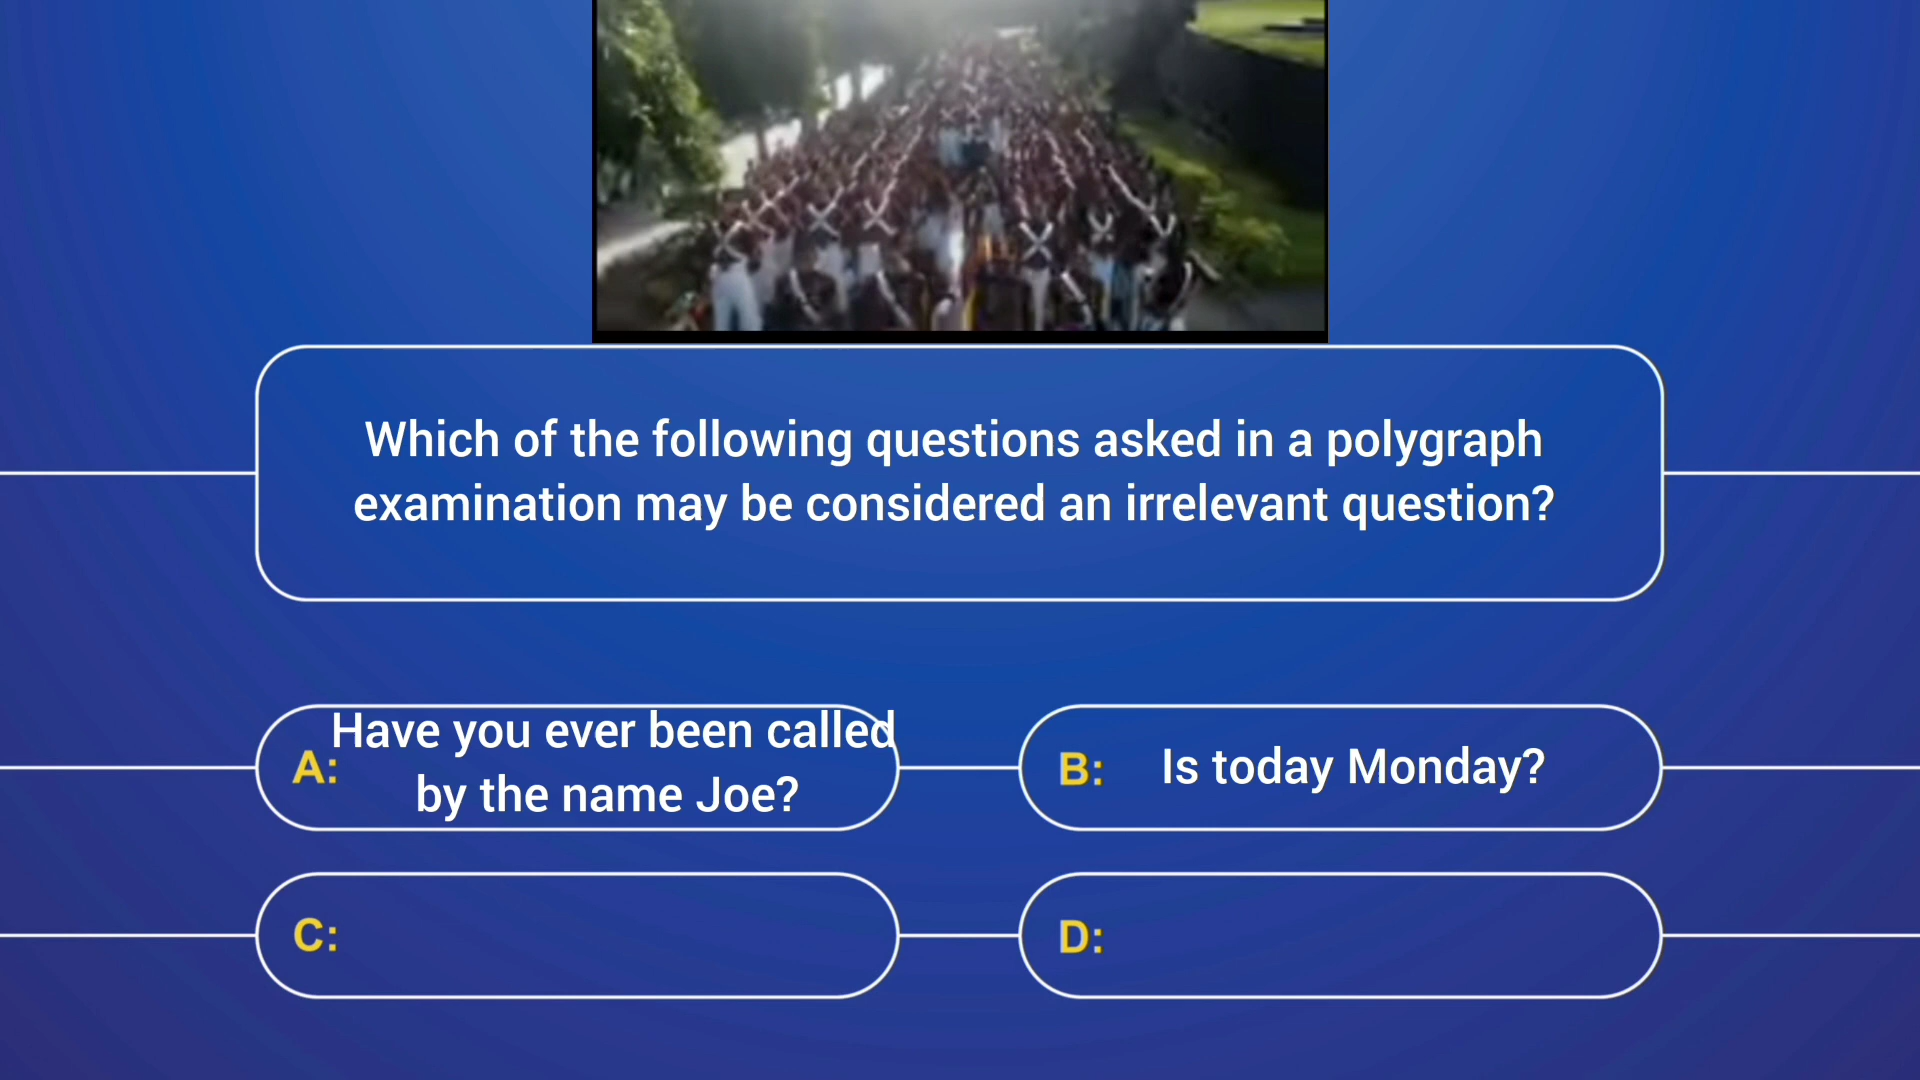 Which of the following questions asked in a polygraph
examination may be considered an irrelevant question?
A: Have you ever been called
by the name Joe?
B: Is today Monday?
C:
D: